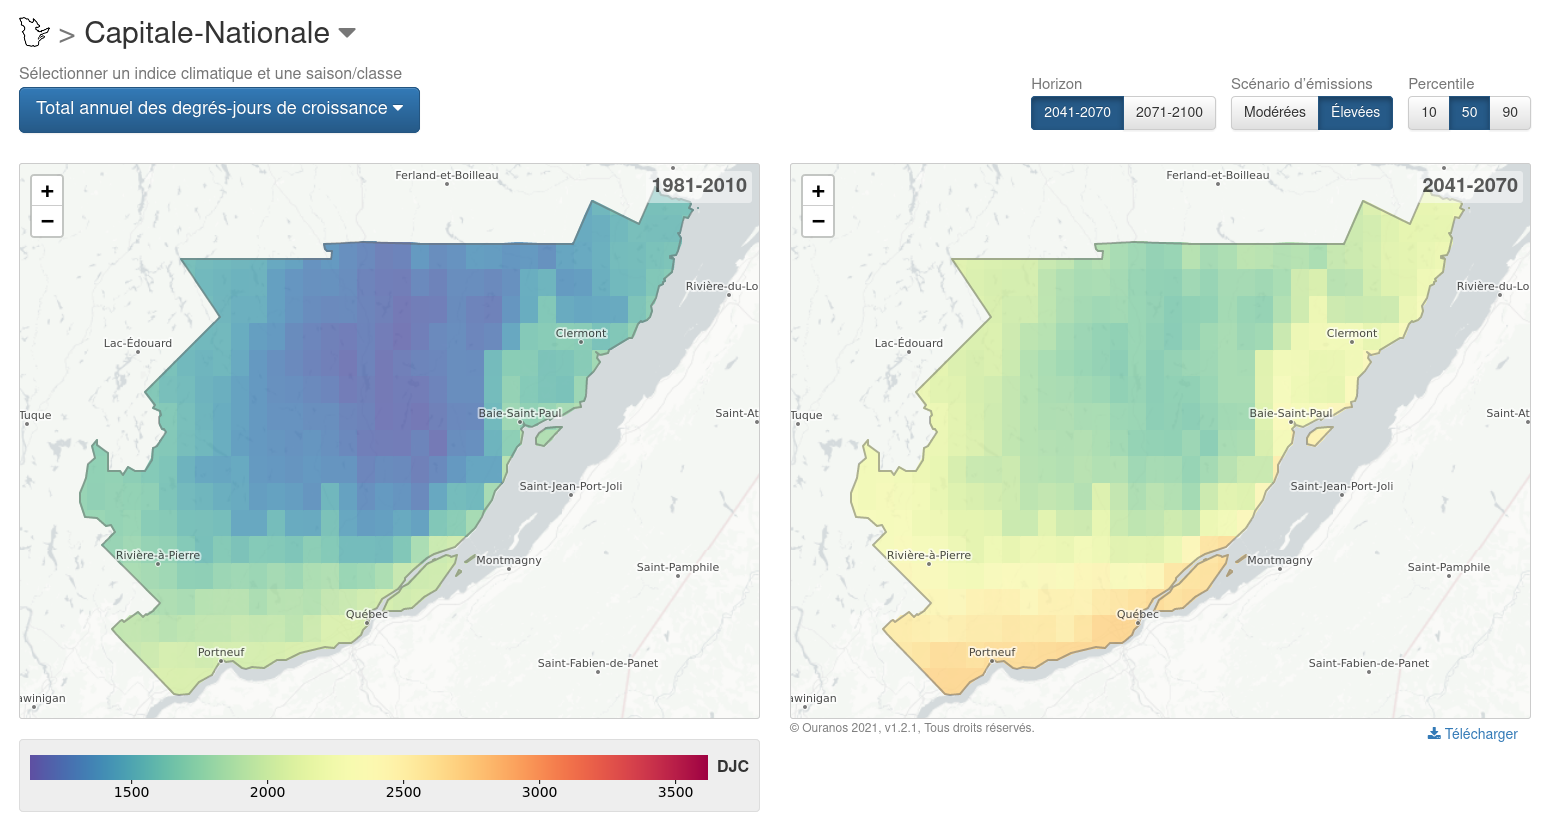 > Capitale-Nationale
Sélectionner un indice climatique et une saison/classe
Total annuel des degrés-jours de croissance
Horizon
2041-2070 2071-2100
Scénario d'émissions
Modérées Élevées
Percentile
10 50 90
+
−
1981-2010
Ferland-et-Boilleau
Rivière-du-Lo
Clermont
Lac-Édouard
Tuque
Baie-Saint-Paul
Saint-At
Saint-Jean-Port-Joli
Rivière-à-Pierre
Montmagny
Saint-Pamphile
Québec
Portneuf
Saint-Fabien-de-Panet
awinigan
+
−
2041-2070
Ferland-et-Boilleau
Rivière-du-Lo
Clermont
Lac-Édouard
Tuque
Baie-Saint-Paul
Saint-At
Saint-Jean-Port-Joli
Rivière-à-Pierre
Montmagny
Saint-Pamphile
Québec
Portneuf
Saint-Fabien-de-Panet
awinigan
© Ouranos 2021, v1.2.1, Tous droits réservés.
Télécharger
DJC
1500 2000 2500 3000 3500